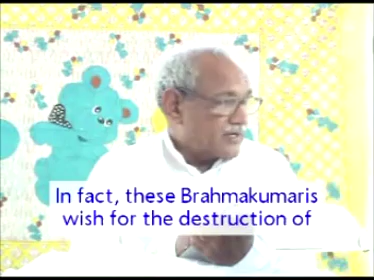 In fact, these Brahmakumaris
wish for the destruction of